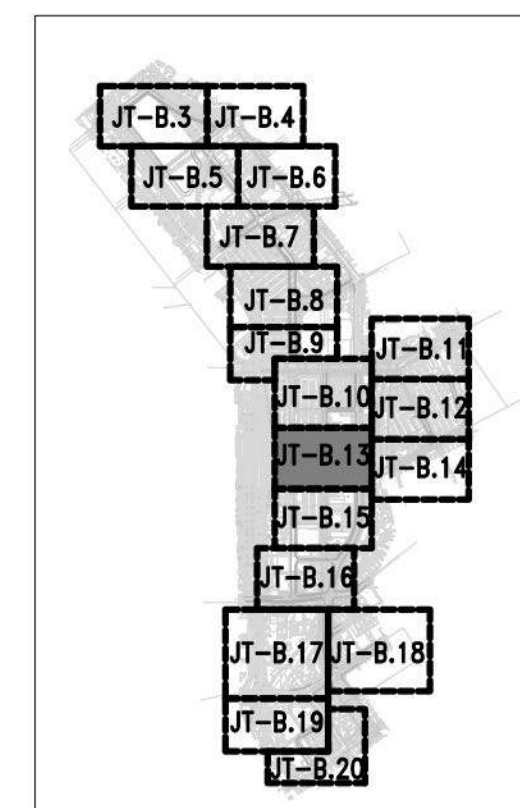 JT-B.3 JT-B.4
JT-B.5 JT-B.6
JT-B.7
JT-B.8
JT-B.9 JT-B.11
JT-B.10 JT-B.12
JT-B.13 JT-B.14
JT-B.15
JT-B.16
JT-B.17 JT-B.18
JT-B.19
JT-B.20